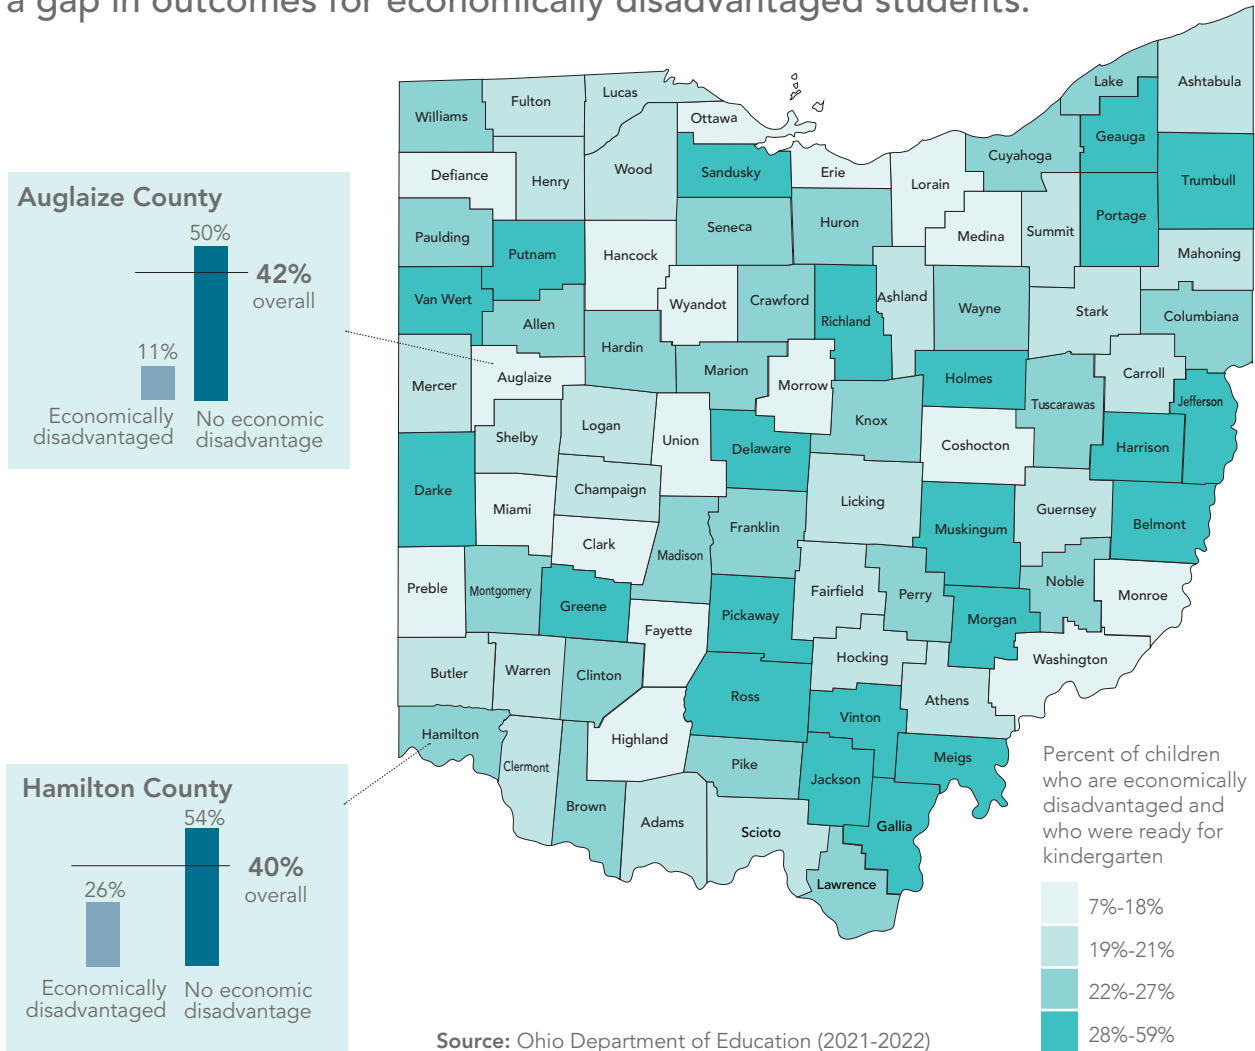 a gap in outcomes for economically disadvantaged students.
Auglaize County
50%
42%
overall
11%
Economically
disadvantaged
No economic
disadvantage
Hamilton County
54%
40%
overall
26%
Economically
disadvantaged
No economic
disadvantage
Williams
Fulton
Lucas
Ottawa
Lake
Ashtabula
Geauga
Cuyahoga
Defiance
Henry
Wood
Sandusky
Erie
Lorain
Trumbull
Paulding
Putnam
Hancock
Seneca
Huron
Medina
Summit
Portage
Mahoning
Van Wert
Allen
Wyandot
Crawford
Richland
Ashland
Wayne
Stark
Columbiana
Mercer
Auglaize
Hardin
Marion
Morrow
Holmes
Carroll
Tuscarawas
Jefferson
Shelby
Logan
Union
Delaware
Knox
Coshocton
Harrison
Darke
Miami
Champaign
Franklin
Licking
Muskingum
Guernsey
Belmont
Clark
Madison
Preble
Montgomery
Greene
Fayette
Pickaway
Fairfield
Perry
Morgan
Noble
Monroe
Butler
Warren
Clinton
Ross
Hocking
Athens
Washington
Hamilton
Clermont
Highland
Vinton
Meigs
Brown
Adams
Pike
Jackson
Gallia
Scioto
Lawrence
Percent of children
who are economically
disadvantaged and
who were ready for
kindergarten
7%-18%
19%-21%
22%-27%
28%-59%
Source: Ohio Department of Education (2021-2022)